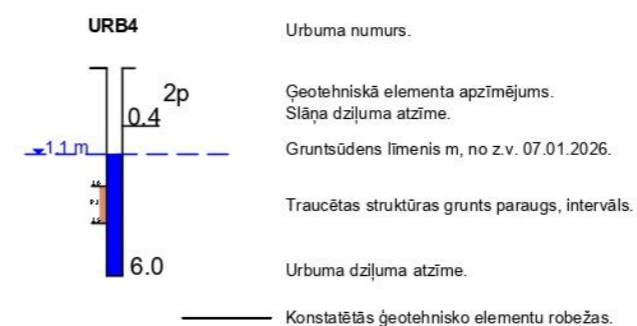 URB4
Urbuma numurs.
2p
Ģeotehniskā elementa apzīmējums.
0.4
Slāņa dziļuma atzīme.
1.1 m
Gruntsūdens līmenis m, no z.v. 07.01.2026.
Traucētas struktūras grunts paraugs, intervāls.
6.0
Urbuma dziļuma atzīme.
Konstatētās ģeotehnisko elementu robežas.